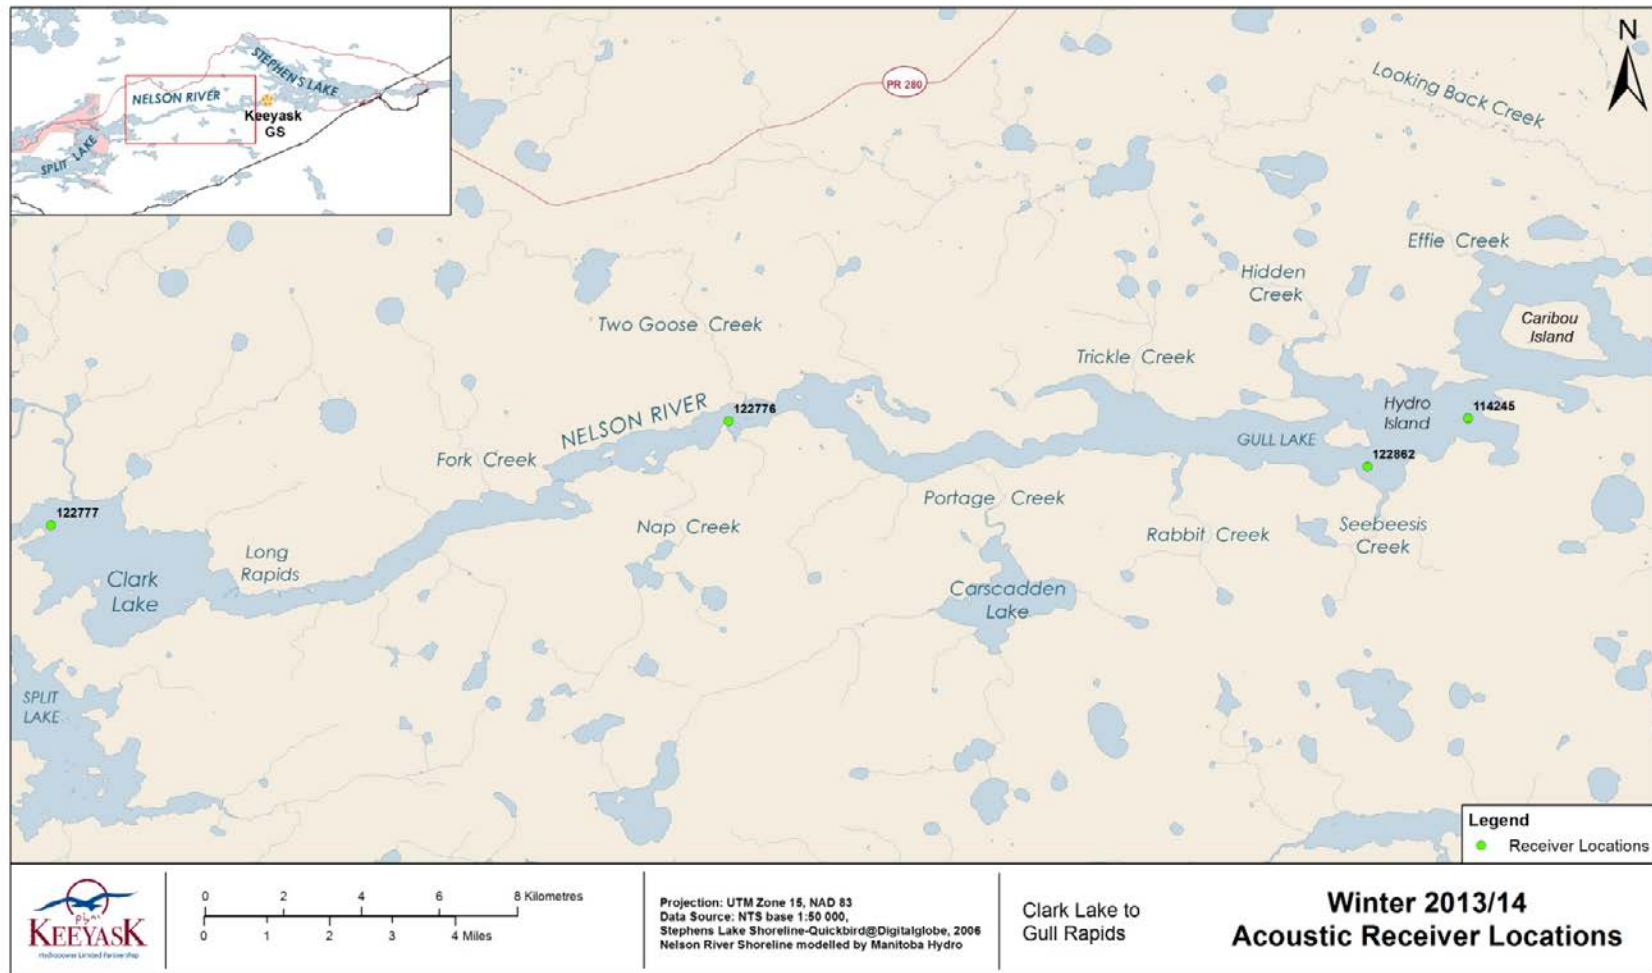 STEPHENS LAKE
NELSON RIVER
Keeyask
GS
SPLIT LAKE
PR 280
N
Looking Back Creek
Effie Creek
Hidden
Creek
Caribou
Island
Two Goose Creek
Trickle Creek
NELSON RIVER
122776
Hydro
Island
114245
GULL LAKE
122862
Fork Creek
122777
Portage Creek
Nap Creek
Rabbit Creek
Seebeesis
Creek
Long
Rapids
Clark
Lake
Carscadden
Lake
SPLIT
LAKE
Legend
Receiver Locations
KEEYASK
Hydropower Limited Partnership
0 2 4 6 8 Kilometres
0 1 2 3 4 Miles
Projection: UTM Zone 15, NAD 83
Data Source: NTS base 1:50 000,
Stephens Lake Shoreline-Quickbird@Digitalglobe, 2006
Nelson River Shoreline modelled by Manitoba Hydro
Clark Lake to
Gull Rapids
Winter 2013/14
Acoustic Receiver Locations